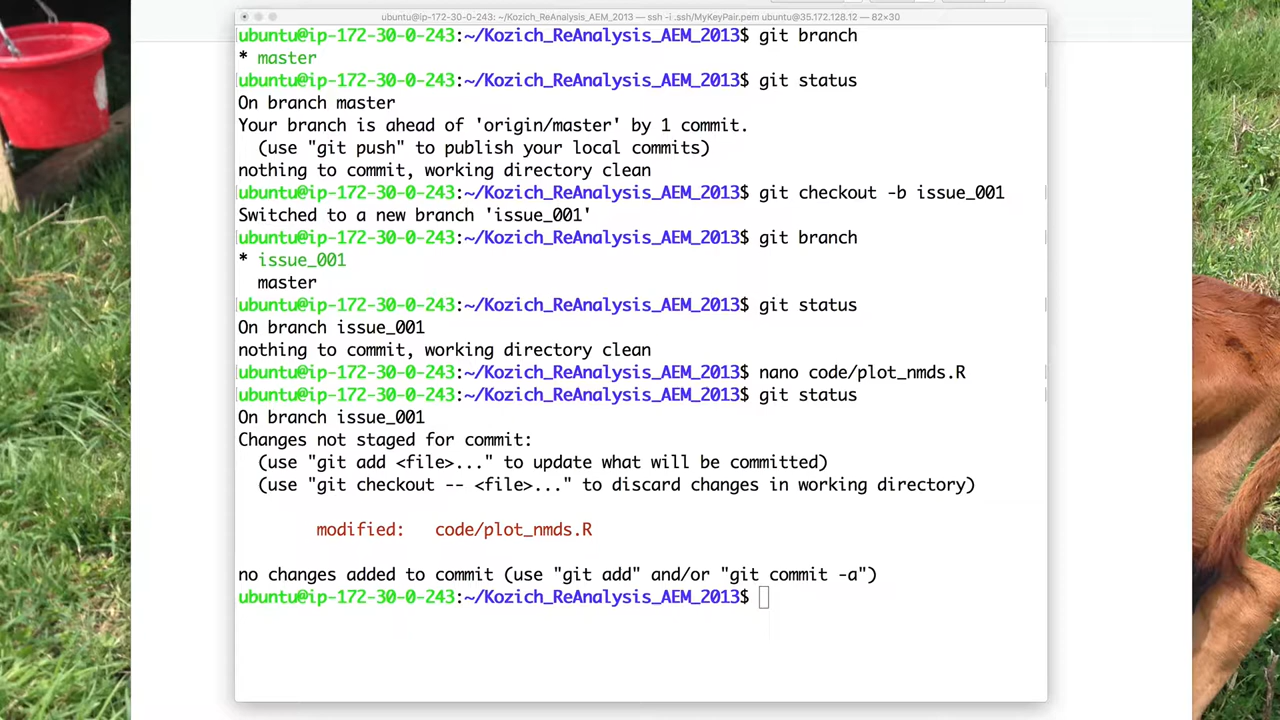 ubuntu@ip-172-30-0-243: ~/Kozich_ReAnalysis_AEM_2013 — ssh -i .ssh/MyKeyPair.pem ubuntu@35.172.128.12 — 82×30
ubuntu@ip-172-30-0-243:~/Kozich_ReAnalysis_AEM_2013$ git branch
* master
ubuntu@ip-172-30-0-243:~/Kozich_ReAnalysis_AEM_2013$ git status
On branch master
Your branch is ahead of 'origin/master' by 1 commit.
  (use "git push" to publish your local commits)
nothing to commit, working directory clean
ubuntu@ip-172-30-0-243:~/Kozich_ReAnalysis_AEM_2013$ git checkout -b issue_001
Switched to a new branch 'issue_001'
ubuntu@ip-172-30-0-243:~/Kozich_ReAnalysis_AEM_2013$ git branch
* issue_001
  master
ubuntu@ip-172-30-0-243:~/Kozich_ReAnalysis_AEM_2013$ git status
On branch issue_001
nothing to commit, working directory clean
ubuntu@ip-172-30-0-243:~/Kozich_ReAnalysis_AEM_2013$ nano code/plot_nmds.R
ubuntu@ip-172-30-0-243:~/Kozich_ReAnalysis_AEM_2013$ git status
On branch issue_001
Changes not staged for commit:
  (use "git add <file>..." to update what will be committed)
  (use "git checkout -- <file>..." to discard changes in working directory)
        modified:   code/plot_nmds.R
no changes added to commit (use "git add" and/or "git commit -a")
ubuntu@ip-172-30-0-243:~/Kozich_ReAnalysis_AEM_2013$